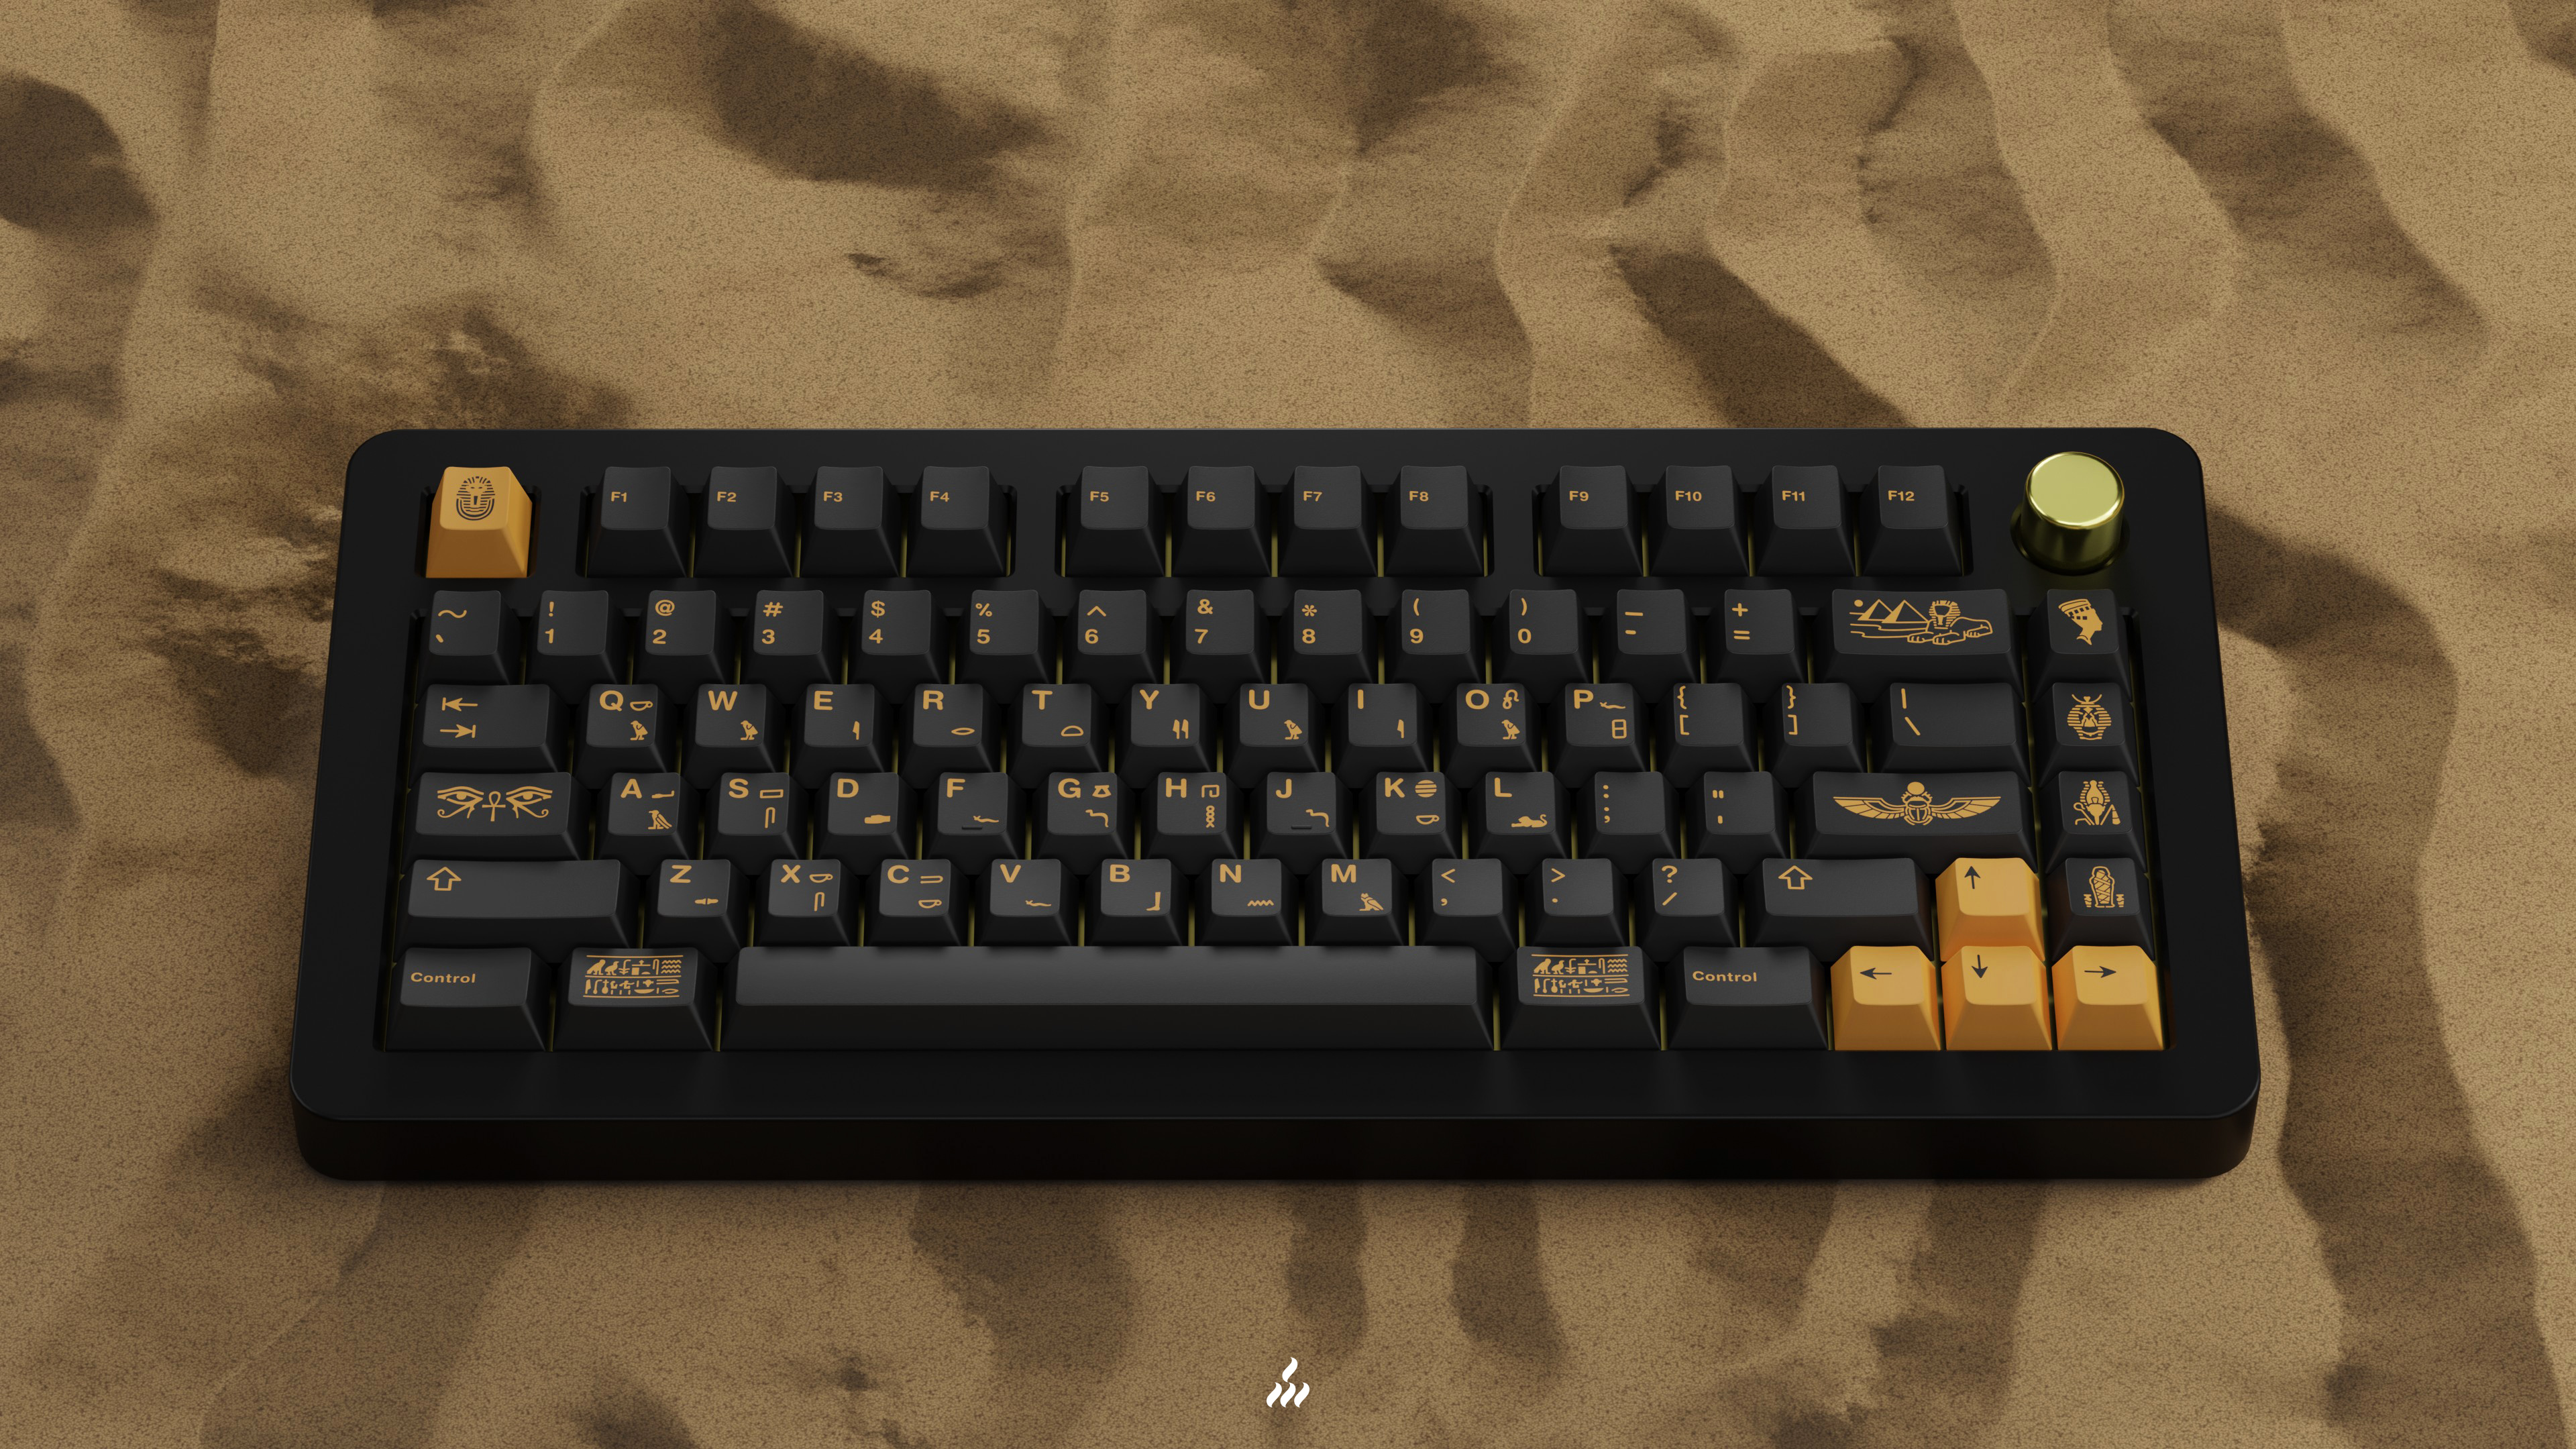 F1 F2 F3 F4 F5 F6 F7 F8 F9 F10 F11 F12
~ ! @ # $ % ^ & * ( ) _ +
` 1 2 3 4 5 6 7 8 9 0 - =
Q W E R T Y U I O P { } |
[ ] \
A S D F G H J K L : "
; '
Z X C V B N M < > ?
, . /
Control Control